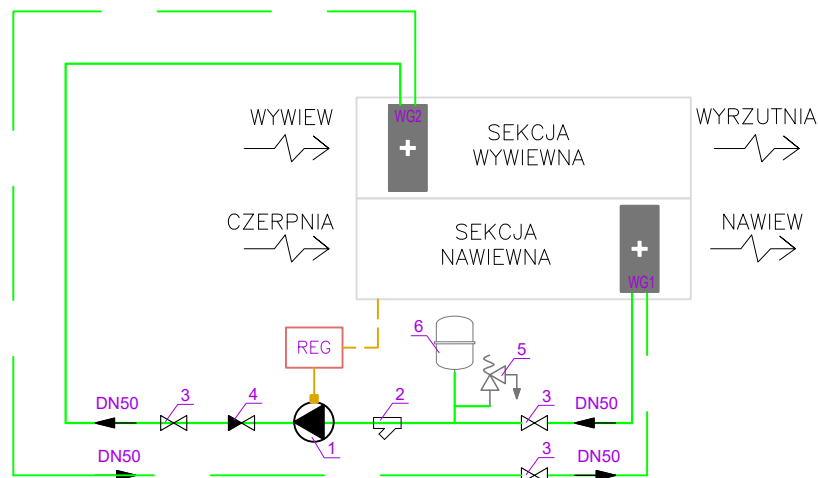 WG2
WYWIEW
SEKCJA
WYWIEWNA
WYRZUTNIA
CZERPNIA
SEKCJA
NAWIEWNA
NAWIEW
WG1
6
5
REG
DN50
3
4
2
3
DN50
1
DN50
3
DN50